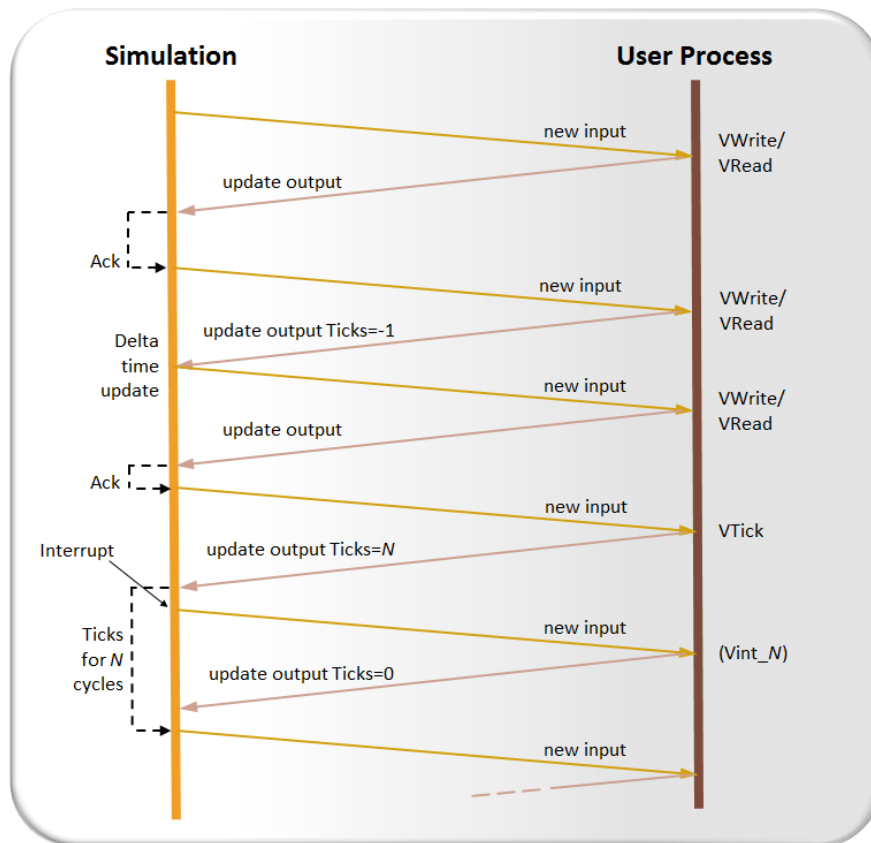 Simulation
User Process
new input
VWrite/
VRead
update output
Ack
new input
VWrite/
VRead
update output Ticks=-1
Delta
time
update
new input
VWrite/
VRead
update output
Ack
new input
VTick
update output Ticks=N
Interrupt
new input
(Vint_N)
Ticks
for N
cycles
update output Ticks=0
new input